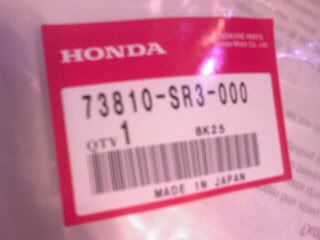 GENUINE PARTS
HONDA
Honda Motor Co., Ltd.
73810-SR3-000
QTY 1
8K25
MADE IN JAPAN